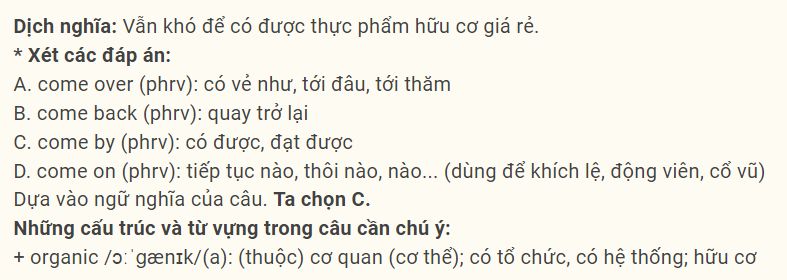 Dịch nghĩa: Vẫn khó để có được thực phẩm hữu cơ giá rẻ.
* Xét các đáp án:
A. come over (phrv): có vẻ như, tới đâu, tới thăm
B. come back (phrv): quay trở lại
C. come by (phrv): có được, đạt được
D. come on (phrv): tiếp tục nào, thôi nào, nào... (dùng để khích lệ, động viên, cổ vũ)
Dựa vào ngữ nghĩa của câu. Ta chọn C.
Những cấu trúc và từ vựng trong câu cần chú ý:
+ organic /ɔːˈɡænɪk/(a): (thuộc) cơ quan (cơ thể); có tổ chức, có hệ thống; hữu cơ